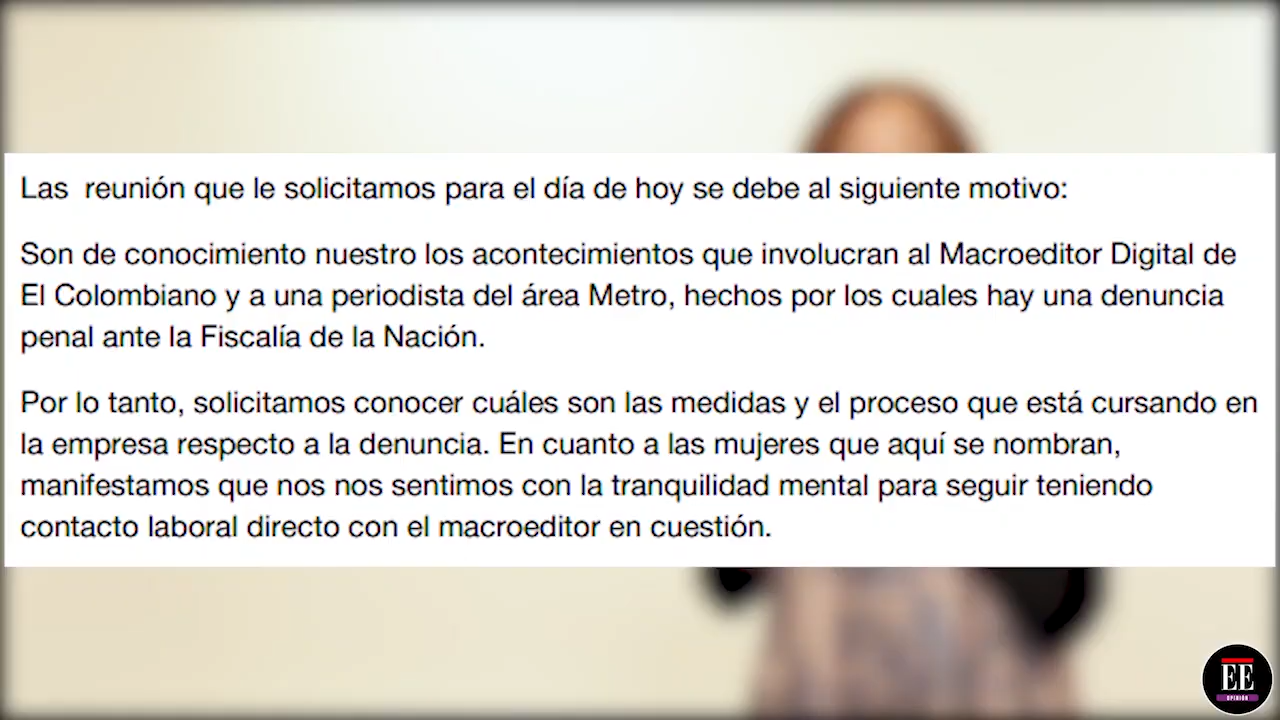 Las reunión que le solicitamos para el día de hoy se debe al siguiente motivo:
Son de conocimiento nuestro los acontecimientos que involucran al Macroeditor Digital de
El Colombiano y a una periodista del área Metro, hechos por los cuales hay una denuncia
penal ante la Fiscalía de la Nación.
Por lo tanto, solicitamos conocer cuáles son las medidas y el proceso que está cursando en
la empresa respecto a la denuncia. En cuanto a las mujeres que aquí se nombran,
manifestamos que nos nos sentimos con la tranquilidad mental para seguir teniendo
contacto laboral directo con el macroeditor en cuestión.
EE
OPINIÓN